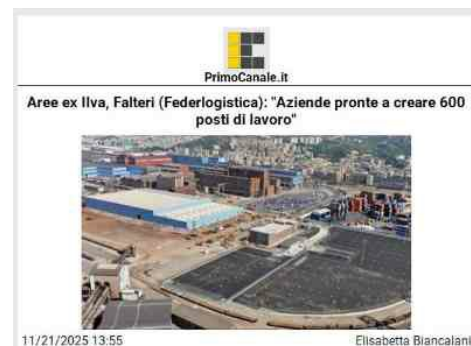 PrimoCanale.it
Aree ex Ilva, Falteri (Federlogistica): "Aziende pronte a creare 600
posti di lavoro"
11/21/2025 13:55
Elisabetta Biancalani